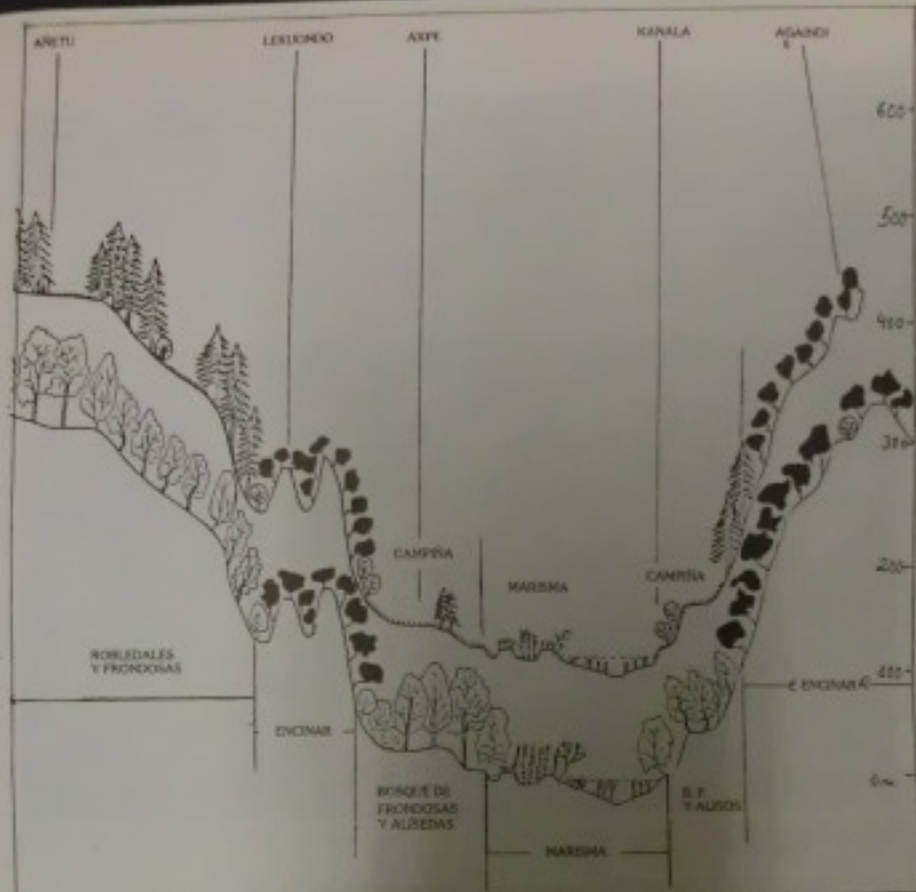 AÑETU
LEKUONDO
AXPE
KANALA
AGAINDI
600
500
400
300
200
100
0 m
CAMPIÑA
MARISMA
CAMPIÑA
ROBLEDALES
Y FRONDOSAS
ENCINAR
ENCINAR
BOSQUE DE
FRONDOSAS
Y ALISEDAS
B. F.
Y ALISOS
MARISMA